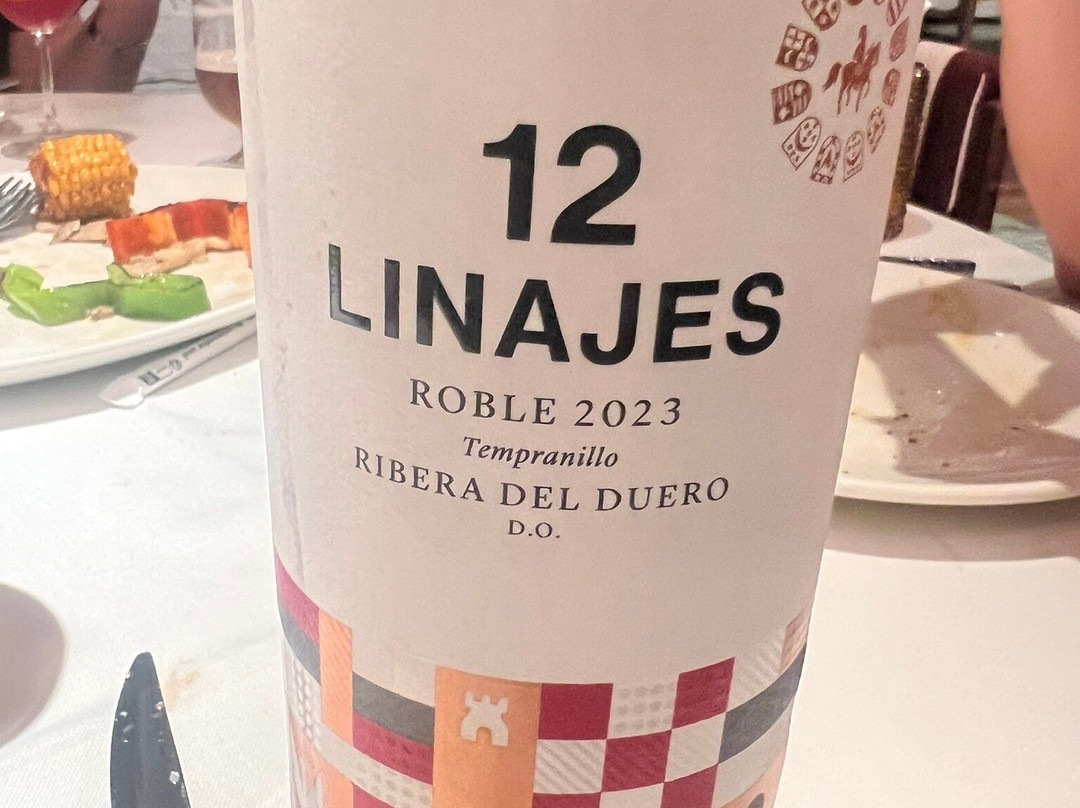 12
LINAJES
ROBLE 2023
Tempranillo
RIBERA DEL DUERO
D.O.